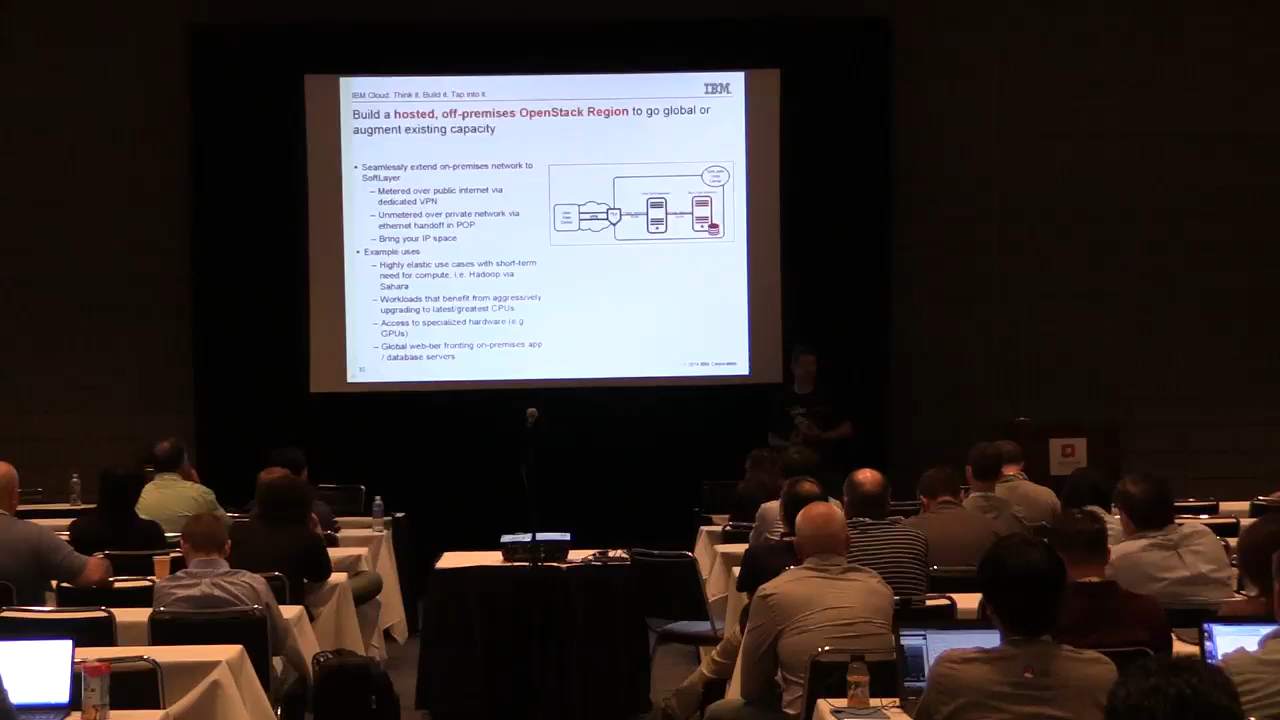 IBM Cloud: Think it. Build it. Tap into it.
IBM
Build a hosted, off-premises OpenStack Region to go global or
augment existing capacity
• Seamlessly extend on-premises network to
SoftLayer
– Metered over public internet via
dedicated VPN
– Unmetered over private network via
ethernet handoff in POP
– Bring your IP space
• Example uses
– Highly elastic use cases with short-term
need for compute, i.e. Hadoop via
Sahara
– Workloads that benefit from aggressively
upgrading to latest/greatest CPUs
– Access to specialized hardware (e.g
GPUs)
– Global web-tier fronting on-premises app
/ database servers
VPN
© 2014 IBM Corporation